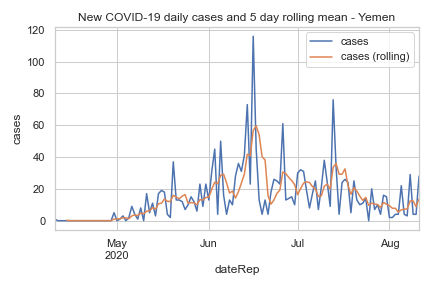 New COVID-19 daily cases and 5 day rolling mean - Yemen
cases
cases (rolling)
cases
120
100
80
60
40
20
0
May
2020
Jun
Jul
Aug
dateRep